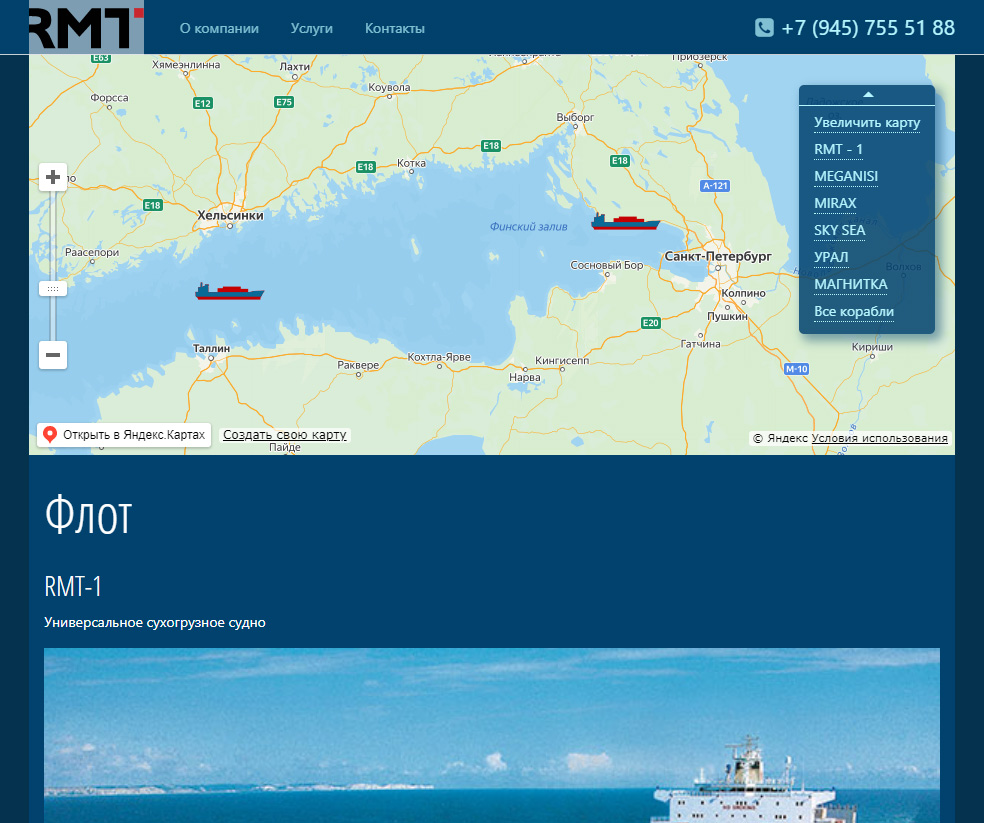 RMT
О компании
Услуги
Контакты
+7 (945) 755 51 88
E63
Хямеэнлинна
Лахти
Приозерск
Коувола
Форсса
E12
E75
Выборг
E18
Котка
E18
E18
A-121
E18
Хельсинки
Финский залив
Раасепори
Сосновый Бор
Санкт-Петербург
Колпино
Пушкин
Таллин
E20
Гатчина
Раквере
Кохтла-Ярве
Кингисепп
Нарва
M-10
Кириши
Волхов
Пайде
Увеличить карту
RMT - 1
MEGANISI
MIRAX
SKY SEA
УРАЛ
МАГНИТКА
Все корабли
Открыть в Яндекс.Картах
Создать свою карту
© Яндекс Условия использования
Флот
RMT-1
Универсальное сухогрузное судно
NO SMOKING